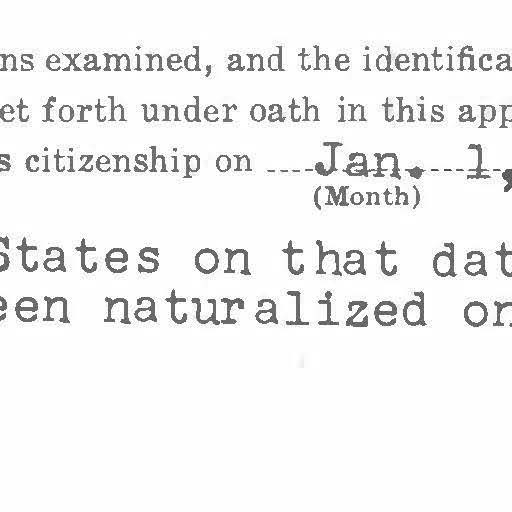 ns examined, and the identifica
et forth under oath in this app
s citizenship on Jan. 1,
(Month)
States on that dat
een naturalized on